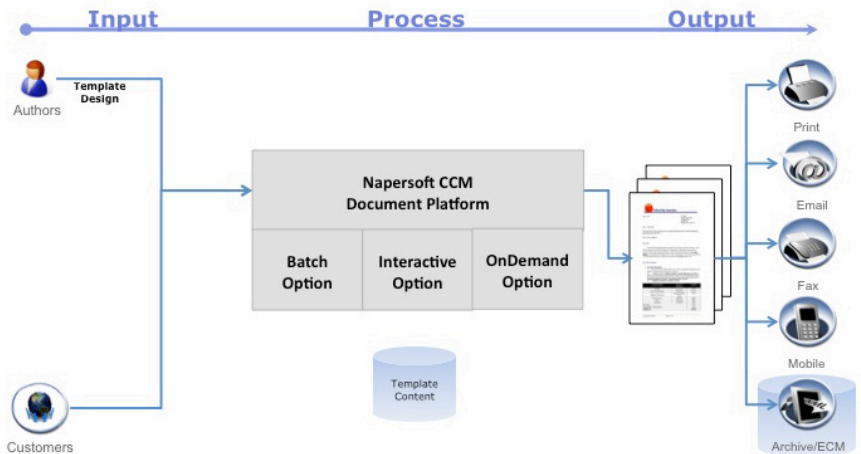 Input
Process
Output
Template
Design
Authors
Print
Napersoft CCM
Document Platform
Email
Batch
Option
Interactive
Option
OnDemand
Option
Fax
Mobile
Template
Content
Customers
Archive/ECM